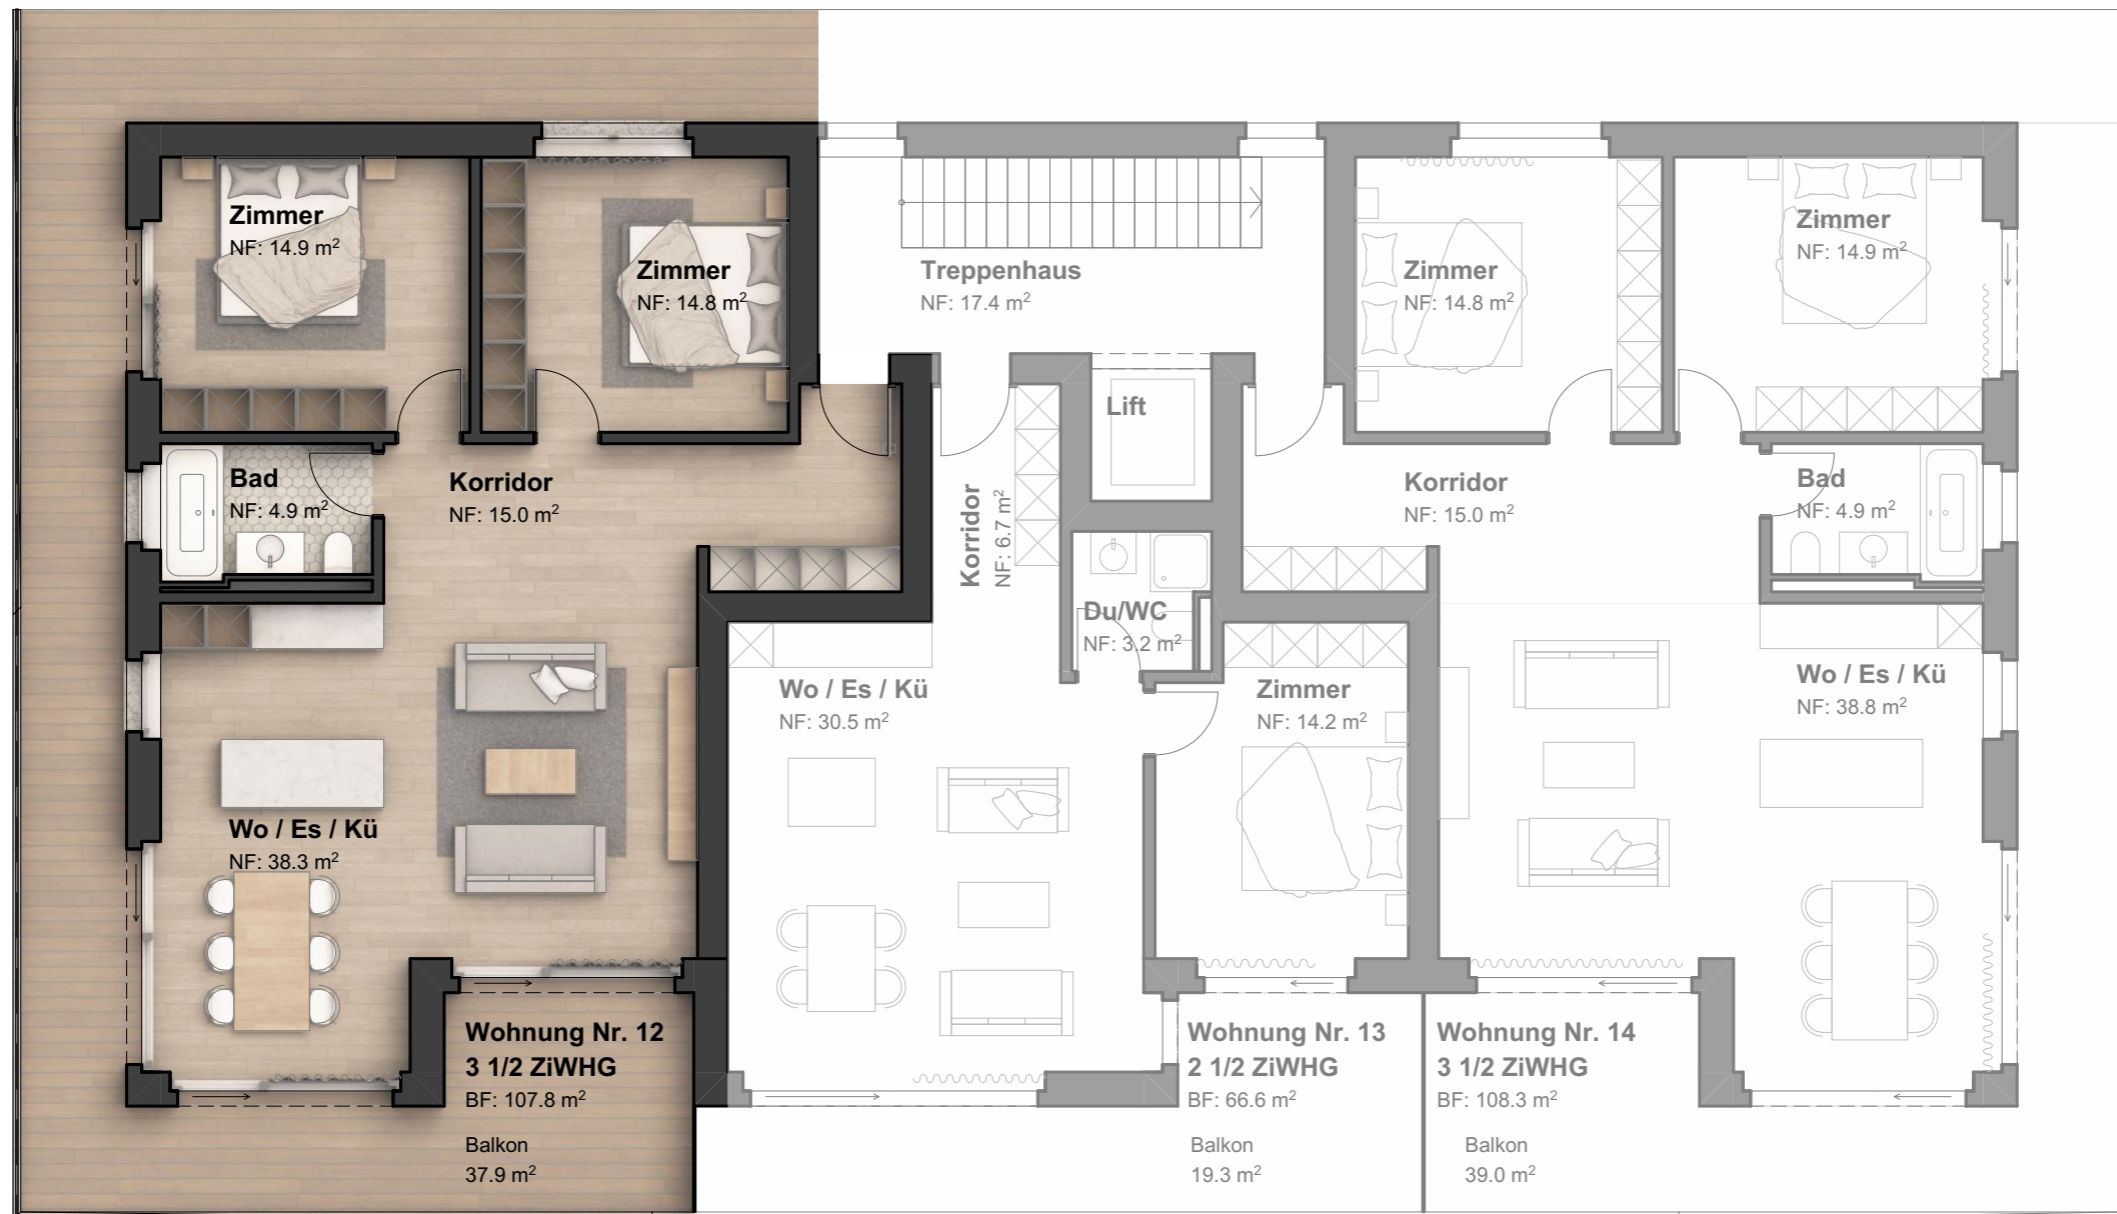 Zimmer
NF: 14.9 m²
Zimmer
NF: 14.8 m²
Treppenhaus
NF: 17.4 m²
Zimmer
NF: 14.8 m²
Zimmer
NF: 14.9 m²
Lift
Bad
NF: 4.9 m²
Korridor
NF: 15.0 m²
Korridor
NF: 6.7 m²
Korridor
NF: 15.0 m²
Bad
NF: 4.9 m²
Du/WC
NF: 3.2 m²
Wo / Es / Kü
NF: 30.5 m²
Zimmer
NF: 14.2 m²
Wo / Es / Kü
NF: 38.8 m²
Wo / Es / Kü
NF: 38.3 m²
Wohnung Nr. 12
3 1/2 ZiWHG
BF: 107.8 m²
Balkon
37.9 m²
Wohnung Nr. 13
2 1/2 ZiWHG
BF: 66.6 m²
Balkon
19.3 m²
Wohnung Nr. 14
3 1/2 ZiWHG
BF: 108.3 m²
Balkon
39.0 m²